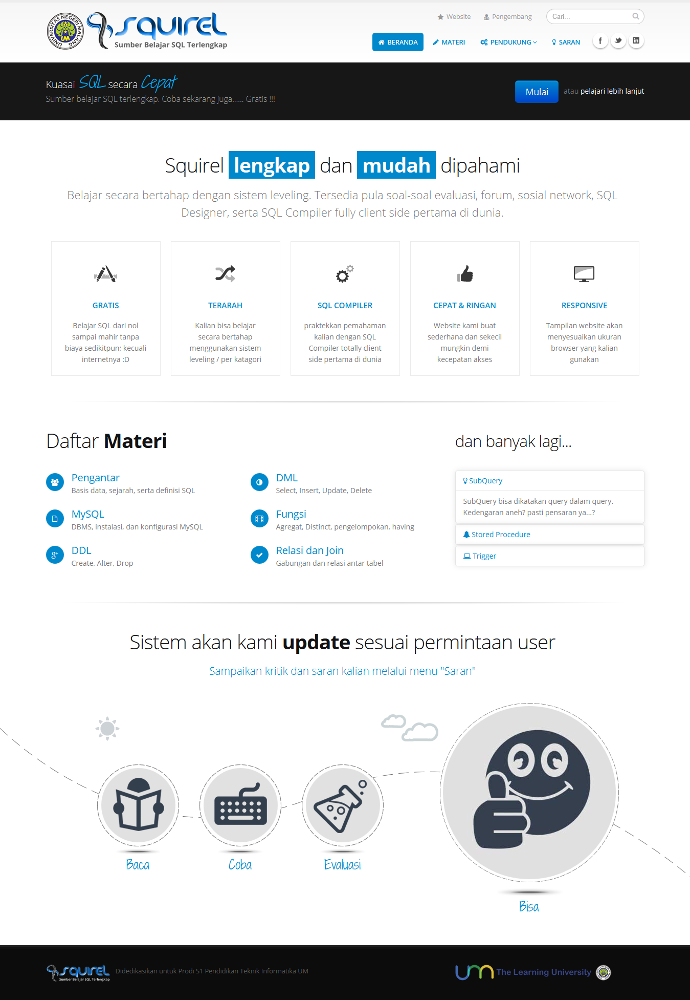 UNIVERSITAS NEGERI MALANG
UM
squirel
Sumber Belajar SQL Terlengkap
Website
Pengembang
Cari...
BERANDA
MATERI
PENDUKUNG
SARAN
Kuasai SQL secara Cepat
Sumber belajar SQL terlengkap. Coba sekarang juga...... Gratis !!!
Mulai
atau pelajari lebih lanjut
Squirel lengkap dan mudah dipahami
Belajar secara bertahap dengan sistem leveling. Tersedia pula soal-soal evaluasi, forum, sosial network, SQL
Designer, serta SQL Compiler fully client side pertama di dunia.
GRATIS
Belajar SQL dari nol
sampai mahir tanpa
biaya sedikitpun; kecuali
internetnya :D
TERARAH
Kalian bisa belajar
secara bertahap
menggunakan sistem
leveling / per katagori
SQL COMPILER
praktekkan pemahaman
kalian dengan SQL
Compiler totally client
side pertama di dunia
CEPAT & RINGAN
Website kami buat
sederhana dan sekecil
mungkin demi
kecepatan akses
RESPONSIVE
Tampilan website akan
menyesuaikan ukuran
browser yang kalian
gunakan
Daftar Materi
Pengantar
Basis data, sejarah, serta definisi SQL
MySQL
DBMS, instalasi, dan konfigurasi MySQL
DDL
Create, Alter, Drop
DML
Select, Insert, Update, Delete
Fungsi
Agregat, Distinct, pengelompokan, having
Relasi dan Join
Gabungan dan relasi antar tabel
dan banyak lagi...
SubQuery
SubQuery bisa dikatakan query dalam query.
Kedengaran aneh? pasti pensaran ya...?
Stored Procedure
Trigger
Sistem akan kami update sesuai permintaan user
Sampaikan kritik dan saran kalian melalui menu "Saran"
Baca
Coba
Evaluasi
Bisa
squirel
Sumber Belajar SQL Terlengkap
Didedikasikan untuk Prodi S1 Pendidikan Teknik Informatika UM
um The Learning University